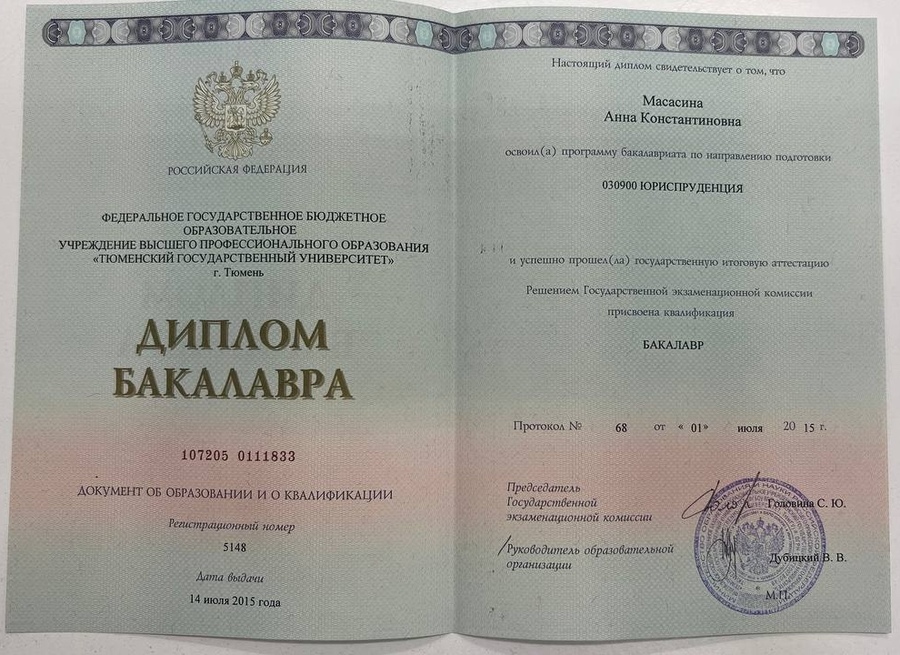 РОССИЙСКАЯ ФЕДЕРАЦИЯ
ФЕДЕРАЛЬНОЕ ГОСУДАРСТВЕННОЕ БЮДЖЕТНОЕ
ОБРАЗОВАТЕЛЬНОЕ
УЧРЕЖДЕНИЕ ВЫСШЕГО ПРОФЕССИОНАЛЬНОГО ОБРАЗОВАНИЯ
«ТЮМЕНСКИЙ ГОСУДАРСТВЕННЫЙ УНИВЕРСИТЕТ»
г. Тюмень
ДИПЛОМ
БАКАЛАВРА
107205 0111833
ДОКУМЕНТ ОБ ОБРАЗОВАНИИ И О КВАЛИФИКАЦИИ
Регистрационный номер
5148
Дата выдачи
14 июля 2015 года
Настоящий диплом свидетельствует о том, что
Масасина
Анна Константиновна
освоил(а) программу бакалавриата по направлению подготовки
030900 ЮРИСПРУДЕНЦИЯ
и успешно прошел(ла) государственную итоговую аттестацию
Решением Государственной экзаменационной комиссии
присвоена квалификация
БАКАЛАВР
Протокол № 68 от «01» июля 2015 г.
Председатель
Государственной
экзаменационной комиссии
Головина С. Ю.
Руководитель образовательной
организации
Дубицкий В. В.
М.П.